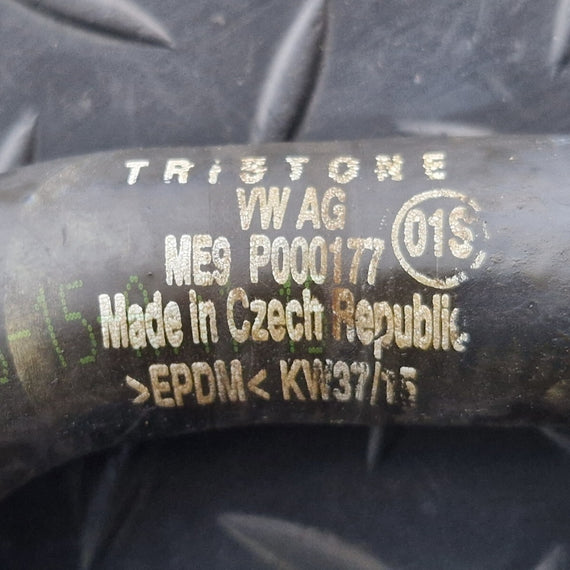 TRISTONE
VW AG
01S
ME9 P000177
Made in Czech Republic
>EPDM< KW37/15